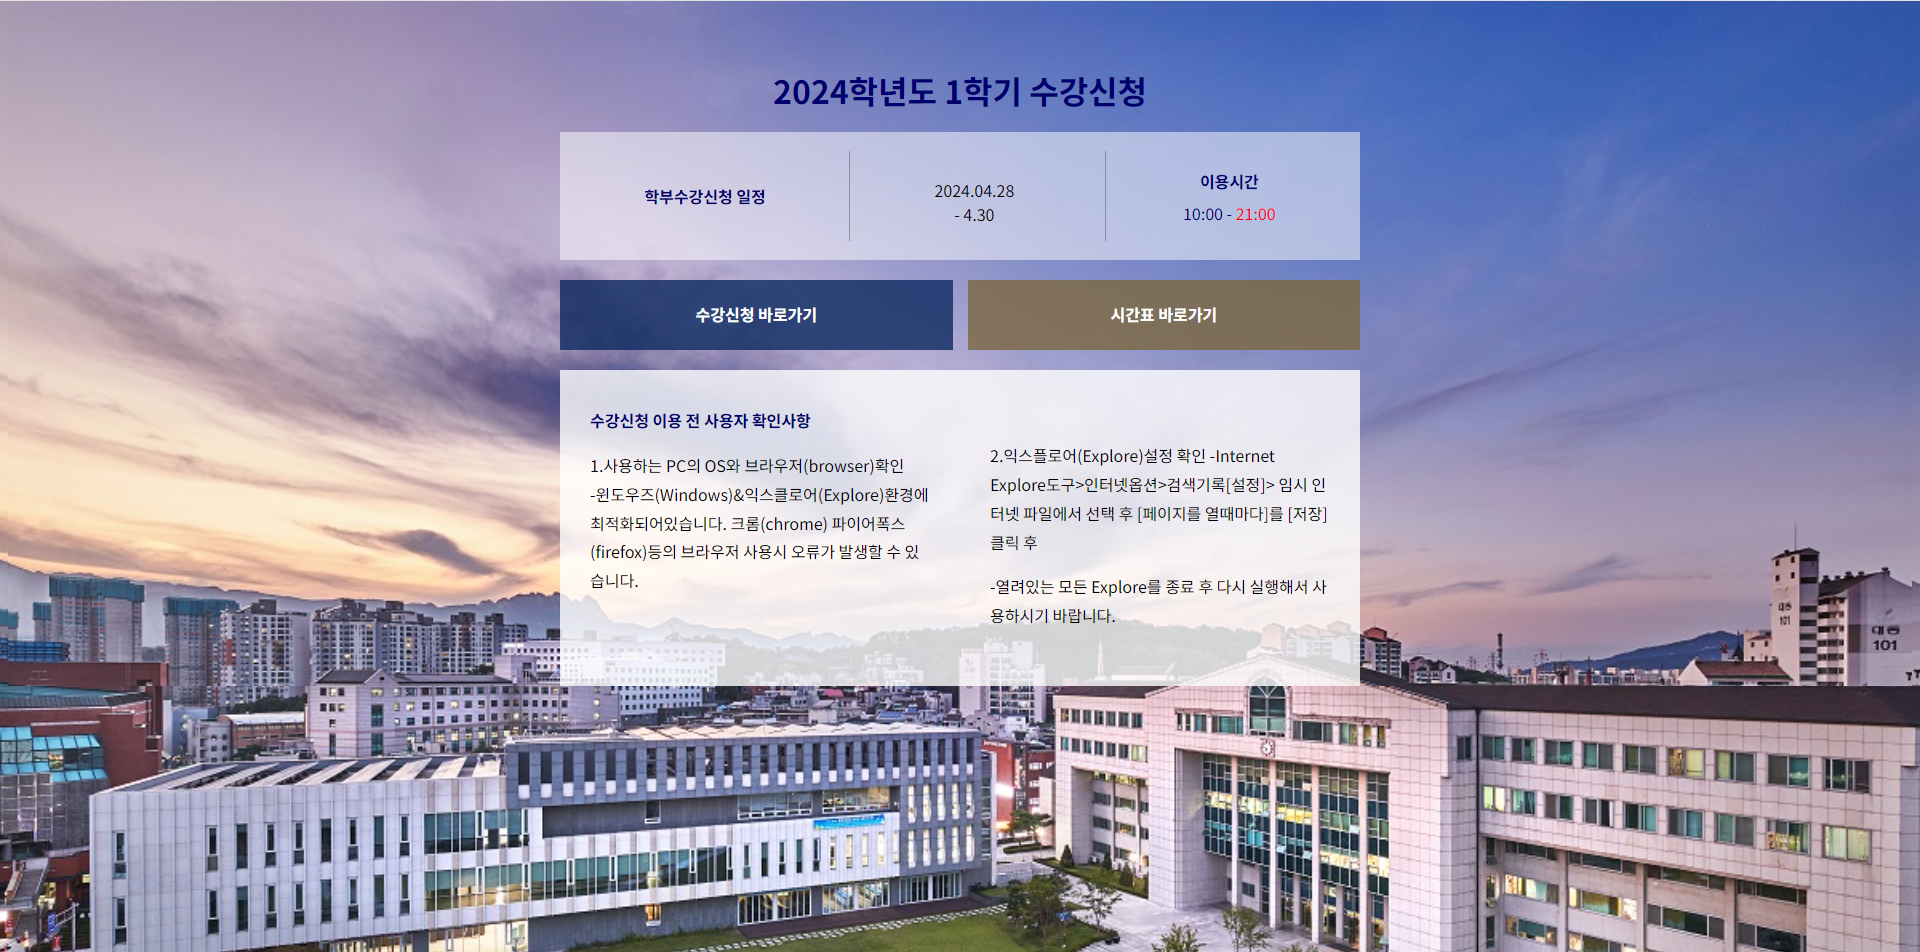 2024학년도 1학기 수강신청
학부수강신청 일정
2024.04.28
- 4.30
이용시간
10:00 - 21:00
수강신청 바로가기
시간표 바로가기
수강신청 이용 전 사용자 확인사항
1.사용하는 PC의 OS와 브라우저(browser)확인
-윈도우즈(Windows)&익스클로어(Explore)환경에
최적화되어있습니다. 크롬(chrome) 파이어폭스
(firefox)등의 브라우저 사용시 오류가 발생할 수 있
습니다.
2.익스플로어(Explore)설정 확인 -Internet
Explore도구>인터넷옵션>검색기록[설정]> 임시 인
터넷 파일에서 선택 후 [페이지를 열때마다]를 [저장]
클릭 후
-열려있는 모든 Explore를 종료 후 다시 실행해서 사
용하시기 바랍니다.
101
101